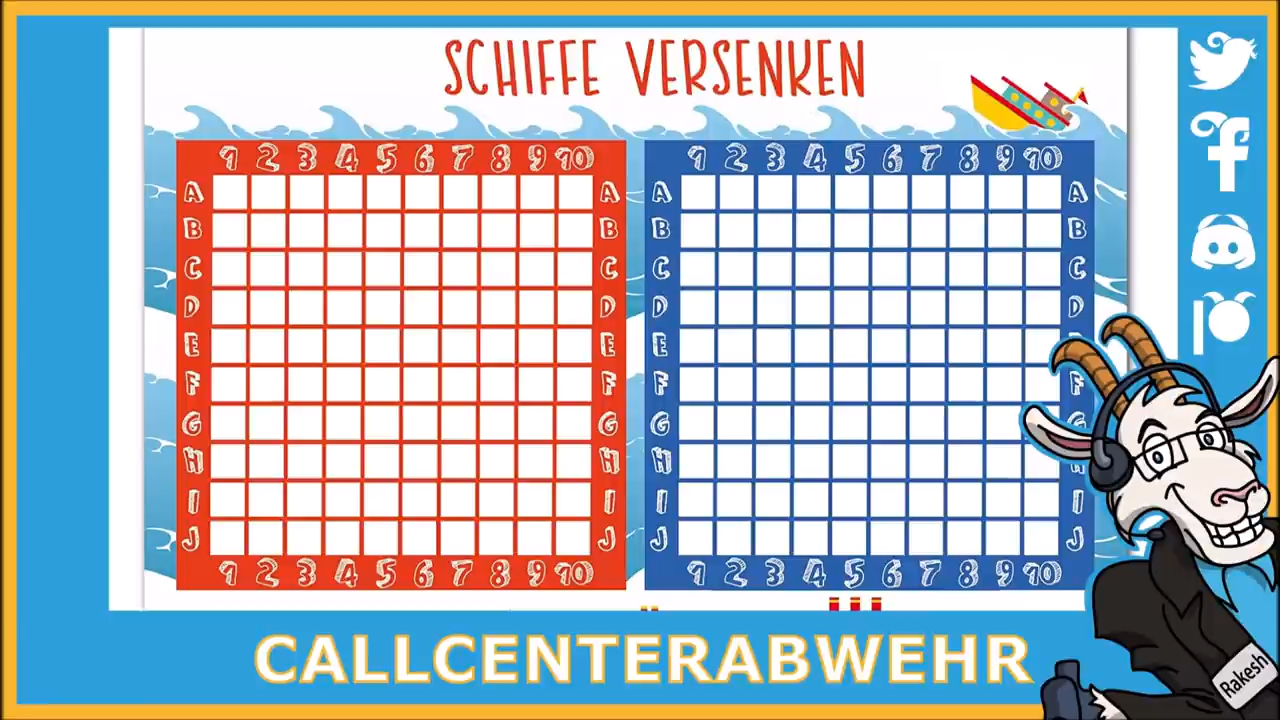 SCHIFFE VERSENKEN
1 2 3 4 5 6 7 8 9 10 1 2 3 4 5 6 7 8 9 10
A A A A
B B B B
C C C C
D D D D
E E E E
F F F F
G G G G
H H H H
I I I I
J J J J
1 2 3 4 5 6 7 8 9 10 1 2 3 4 5 6 7 8 9 10
CALLCENTERABWEHR
Rakesh